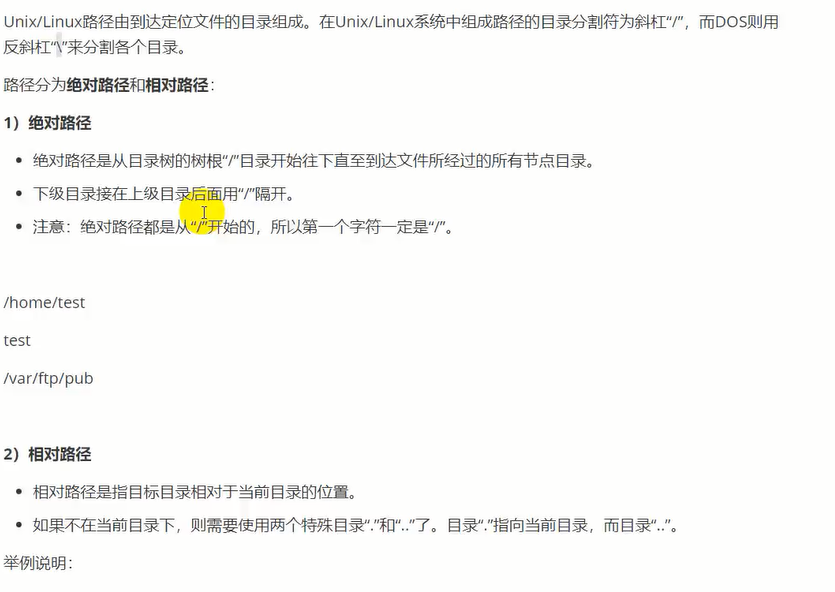 Unix/Linux路径由到达定位文件的目录组成。在Unix/Linux系统中组成路径的目录分割符为斜杠“/”，而DOS则用
反斜杠“\”来分割各个目录。
路径分为绝对路径和相对路径：
1）绝对路径
• 绝对路径是从目录树的树根“/”目录开始往下直至到达文件所经过的所有节点目录。
• 下级目录接在上级目录后面用“/”隔开。
• 注意：绝对路径都是从“/”开始的，所以第一个字符一定是“/”。
/home/test
test
/var/ftp/pub
2）相对路径
• 相对路径是指目标目录相对于当前目录的位置。
• 如果不在当前目录下，则需要使用两个特殊目录“.”和“..”了。目录“.”指向当前目录，而目录“..”。
举例说明：